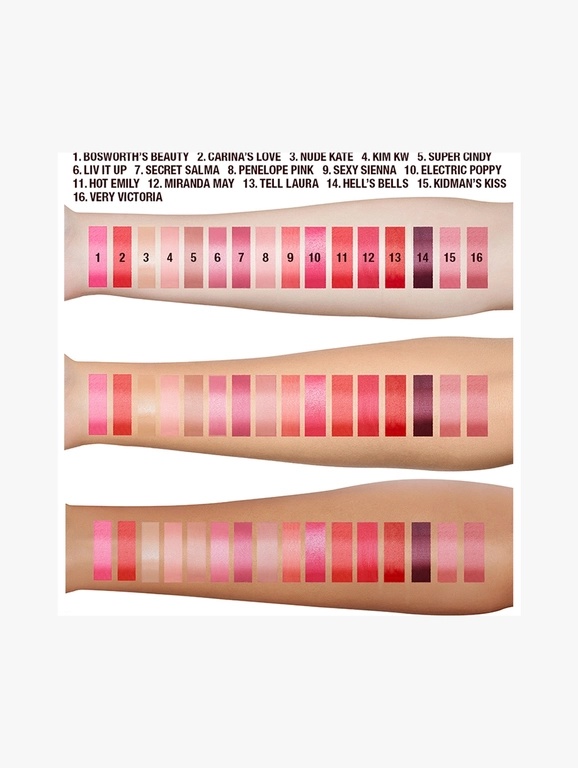 1. BOSWORTH'S BEAUTY 2. CARINA'S LOVE 3. NUDE KATE 4. KIM KW 5. SUPER CINDY
6. LIV IT UP 7. SECRET SALMA 8. PENELOPE PINK 9. SEXY SIENNA 10. ELECTRIC POPPY
11. HOT EMILY 12. MIRANDA MAY 13. TELL LAURA 14. HELL'S BELLS 15. KIDMAN'S KISS
16. VERY VICTORIA
1 2 3 4 5 6 7 8 9 10 11 12 13 14 15 16